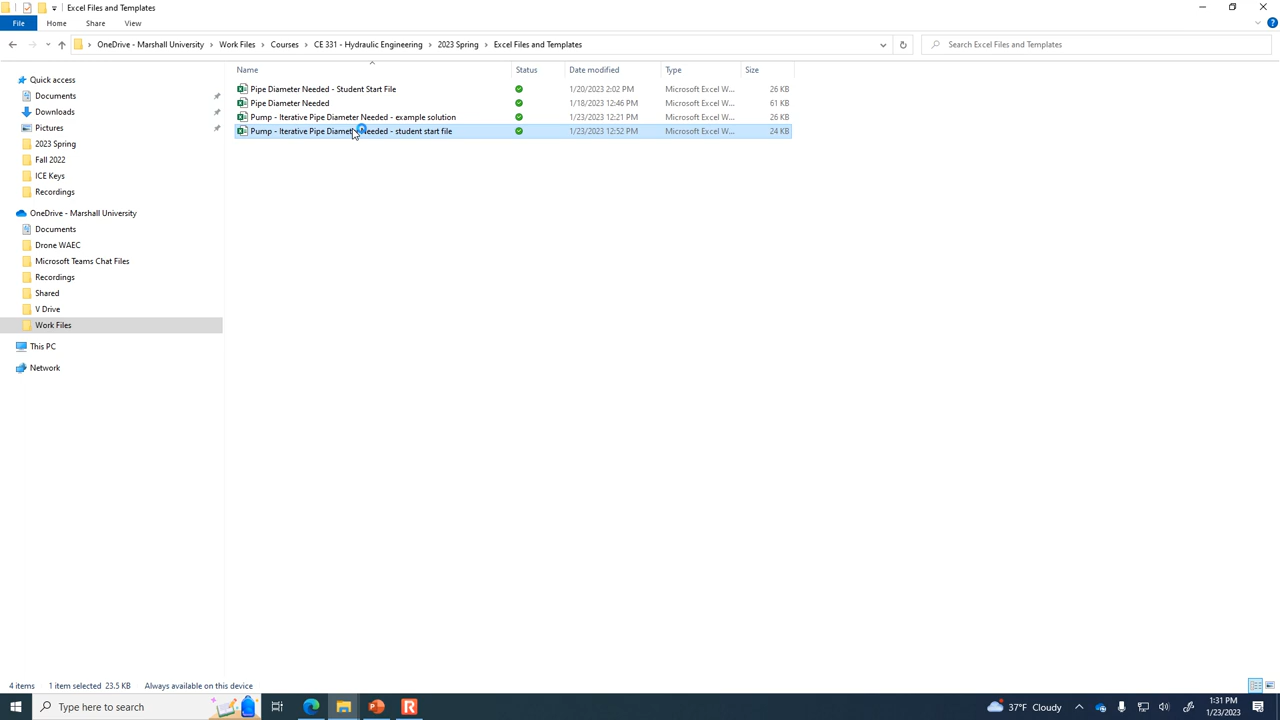 Excel Files and Templates
File Home Share View
OneDrive - Marshall University Work Files Courses CE 331 - Hydraulic Engineering 2023 Spring Excel Files and Templates
Search Excel Files and Templates
Name Status Date modified Type Size
Quick access
Documents
Downloads
Pictures
2023 Spring
Fall 2022
ICE Keys
Recordings
OneDrive - Marshall University
Documents
Drone WAEC
Microsoft Teams Chat Files
Recordings
Shared
V Drive
Work Files
This PC
Network
Pipe Diameter Needed - Student Start File 1/20/2023 2:02 PM Microsoft Excel W... 26 KB
Pipe Diameter Needed 1/18/2023 12:46 PM Microsoft Excel W... 61 KB
Pump - Iterative Pipe Diameter Needed - example solution 1/23/2023 12:21 PM Microsoft Excel W... 26 KB
Pump - Iterative Pipe Diameter Needed - student start file 1/23/2023 12:52 PM Microsoft Excel W... 24 KB
4 items 1 item selected 23.5 KB Always available on this device
Type here to search
37°F Cloudy
1:31 PM
1/23/2023